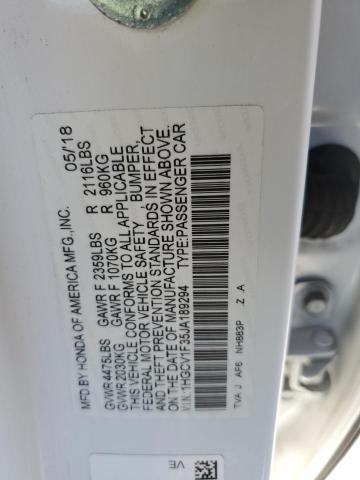 MFD.BY HONDA OF AMERICA MFG.,INC. 05/'18
GVWR 4475LBS GAWR F 2359LBS R 2116LBS
GVWR 2030KG GAWR F 1070KG R 960KG
THIS VEHICLE CONFORMS TO ALL APPLICABLE
FEDERAL MOTOR VEHICLE SAFETY , BUMPER,
AND THEFT PREVENTION STANDARDS IN EFFECT
ON THE DATE OF MANUFACTURE SHOWN ABOVE.
V.I.N.:1HGCV1F35JA189294 TYPE:PASSENGER CAR
TVA J AF6 NH883P Z A
VE